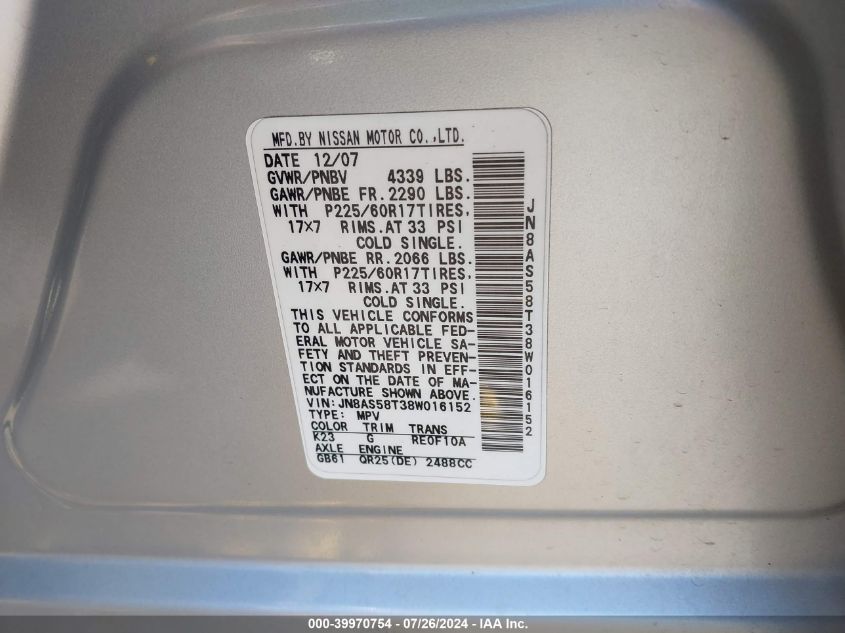 MFD.BY NISSAN MOTOR CO.,LTD.
DATE 12/07
GVWR/PNBV 4339 LBS.
GAWR/PNBE FR.2290 LBS.
WITH P225/60R17TIRES,
17×7 RIMS.AT 33 PSI
COLD SINGLE.
GAWR/PNBE RR.2066 LBS.
WITH P225/60R17TIRES,
17×7 RIMS.AT 33 PSI
COLD SINGLE.
THIS VEHICLE CONFORMS
TO ALL APPLICABLE FED-
ERAL MOTOR VEHICLE SA-
FETY AND THEFT PREVEN-
TION STANDARDS IN EFF-
ECT ON THE DATE OF MA-
NUFACTURE SHOWN ABOVE.
VIN:JN8AS58T38W016152
TYPE: MPV
COLOR TRIM TRANS
K23 G RE0F10A
AXLE ENGINE
GB61 QR25(DE) 2488CC
JN8AS58T38W016152
000-39970754 / 07/26/2024 - IAA Inc.